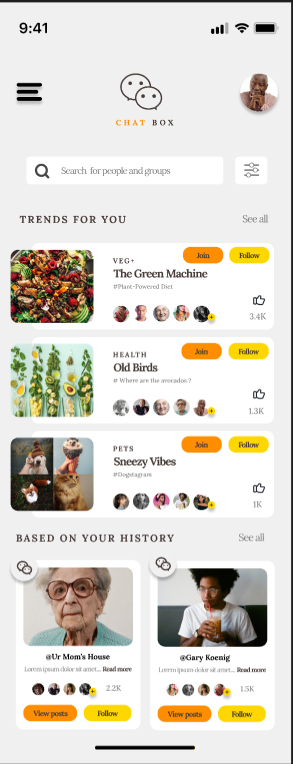 9:41
CHAT BOX
Search for people and groups
TRENDS FOR YOU See all
Join Follow
VEG+
The Green Machine
#Plant-Powered Diet
3.4K
Join Follow
HEALTH
Old Birds
# Where are the avocados ?
1.3K
Join Follow
PETS
Sneezy Vibes
#Dogstagram
1K
BASED ON YOUR HISTORY See all
@Ur Mom's House
Lorem ipsum dolor sit amet... Read more
2.2K
View posts Follow
@Gary Koenig
Lorem ipsum dolor sit amet... Read more
1.5K
View posts Follow